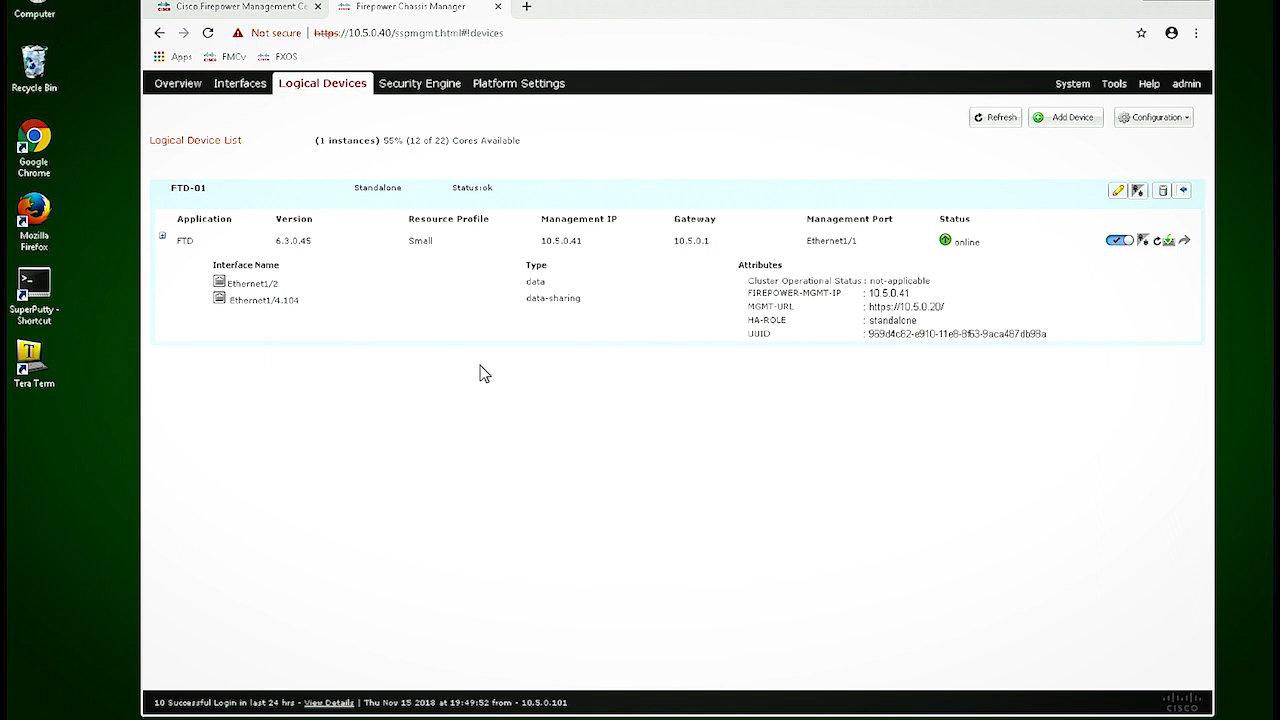 Computer
Recycle Bin
Google Chrome
Mozilla Firefox
SuperPutty - Shortcut
Tera Term
Cisco Firepower Management Ce
Firepower Chassis Manager
Not secure | https://10.5.0.40/sspmgmt.html#!devices
Apps FMCv FXOS
Overview Interfaces Logical Devices Security Engine Platform Settings System Tools Help admin
Refresh Add Device Configuration
Logical Device List (1 instances) 55% (12 of 22) Cores Available
FTD-01 Standalone Status:ok
Application Version Resource Profile Management IP Gateway Management Port Status
FTD 6.3.0.45 Small 10.5.0.41 10.5.0.1 Ethernet1/1 online
Interface Name Type Attributes
Ethernet1/2 data
Ethernet1/4.104 data-sharing
Cluster Operational Status : not-applicable
FIREPOWER-MGMT-IP : 10.5.0.41
MGMT-URL : https://10.5.0.20/
HA-ROLE : standalone
UUID : 969d4c82-e910-11e8-8f63-9aca487db98a
10 Successful Login in last 24 hrs - View Details | Thu Nov 15 2018 at 19:49:52 from - 10.5.0.101
CISCO